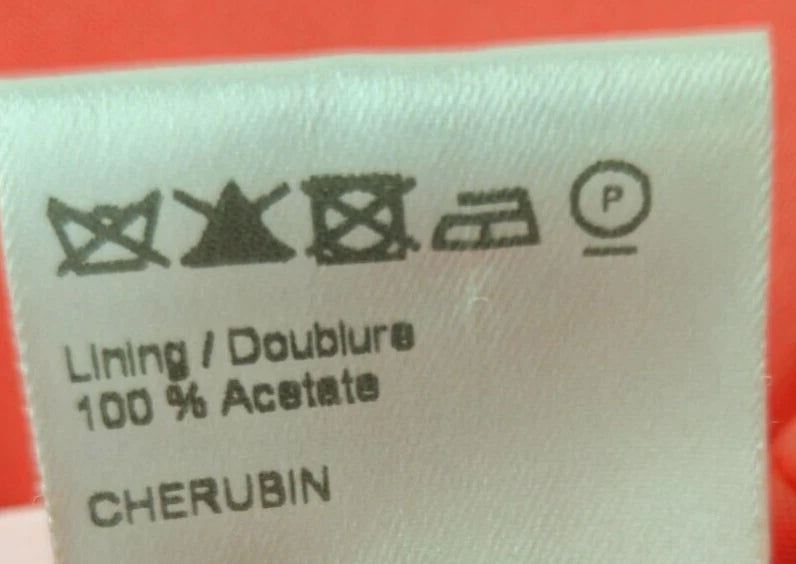 P
Lining / Doublure
100 % Acetate
CHERUBIN